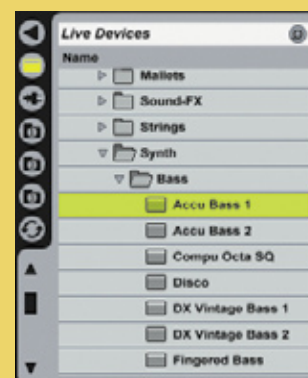 Live Devices
Name
Mallets
Sound-FX
Strings
Synth
Bass
Accu Bass 1
Accu Bass 2
Compu Octa SQ
Disco
DX Vintage Bass 1
DX Vintage Bass 2
Fingered Bass